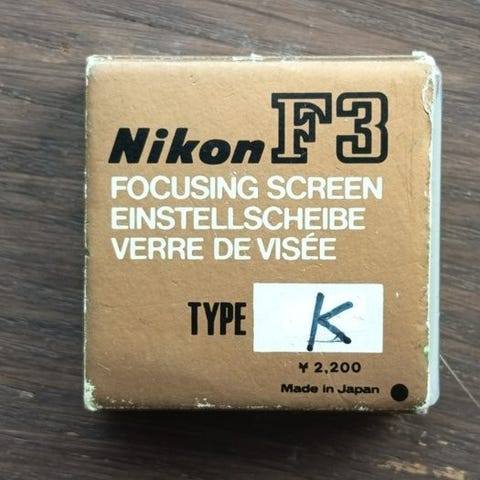 Nikon F3
FOCUSING SCREEN
EINSTELLSCHEIBE
VERRE DE VISÉE
TYPE K
¥ 2,200
Made in Japan